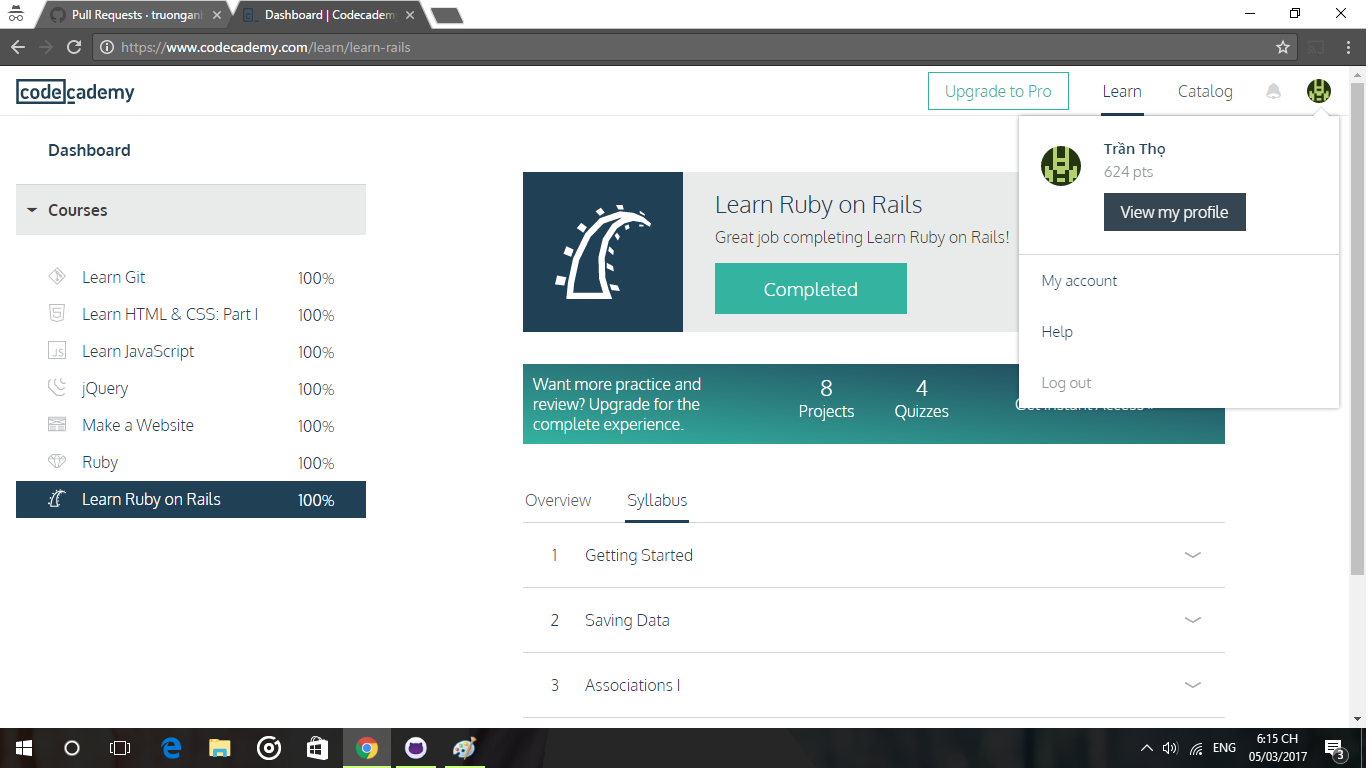 Pull Requests · truongan
Dashboard | Codecadem
https://www.codecademy.com/learn/learn-rails
codecademy
Upgrade to Pro
Learn
Catalog
Trần Thọ
624 pts
View my profile
My account
Help
Log out
Dashboard
Courses
Learn Git 100%
Learn HTML & CSS: Part I 100%
JS Learn JavaScript 100%
jQuery 100%
Make a Website 100%
Ruby 100%
Learn Ruby on Rails 100%
Learn Ruby on Rails
Great job completing Learn Ruby on Rails!
Completed
Want more practice and
review? Upgrade for the
complete experience.
8
Projects
4
Quizzes
Get Instant Access »
Overview Syllabus
1 Getting Started
2 Saving Data
3 Associations I
ENG
6:15 CH
05/03/2017
3